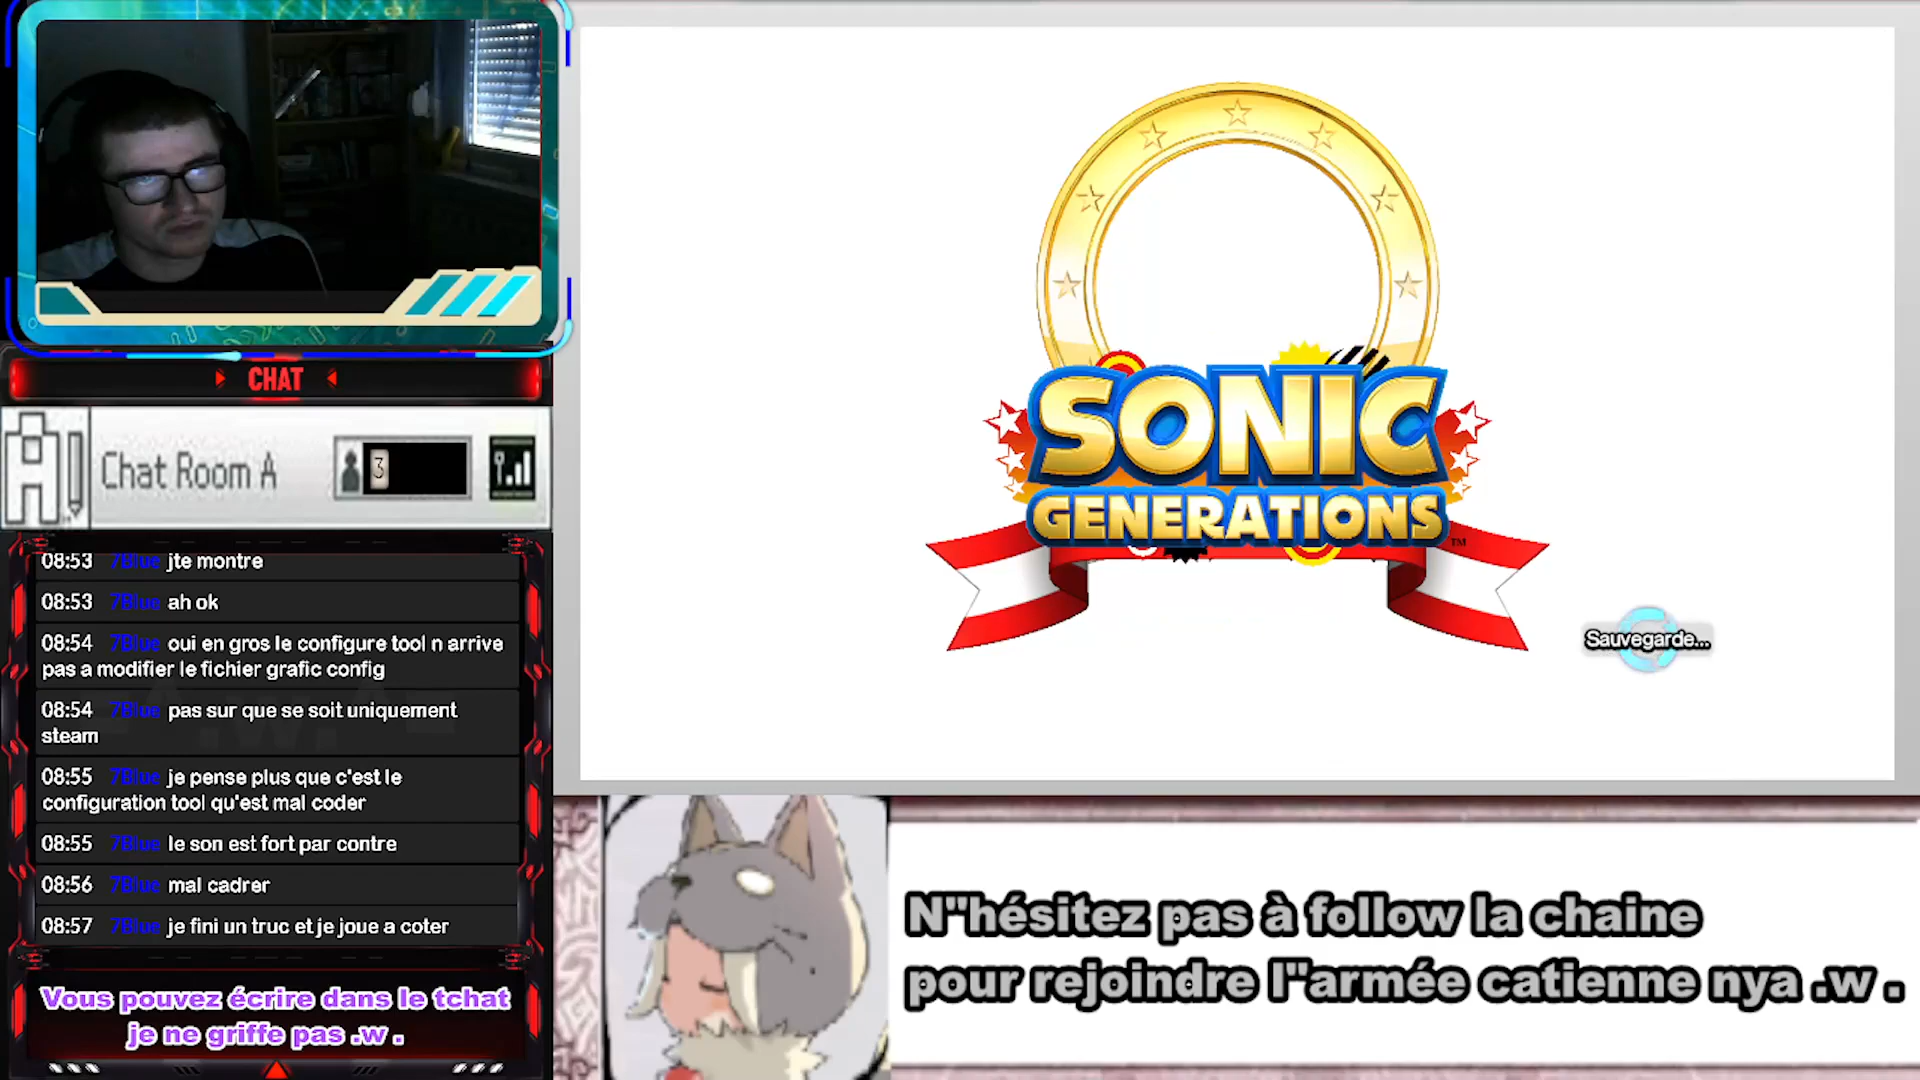 CHAT
Chat Room A
3
08:53 7Blue jte montre
08:53 7Blue ah ok
08:54 7Blue oui en gros le configure tool n arrive
pas a modifier le fichier grafic config
08:54 7Blue pas sur que se soit uniquement
steam
08:55 7Blue je pense plus que c'est le
configuration tool qu'est mal coder
08:55 7Blue le son est fort par contre
08:56 7Blue mal cadrer
08:57 7Blue je fini un truc et je joue a coter
Vous pouvez écrire dans le tchat
je ne griffe pas .w .
SONIC
GENERATIONS
TM
Sauvegarde...
N"hésitez pas à follow la chaine
pour rejoindre l"armée catienne nya .w .